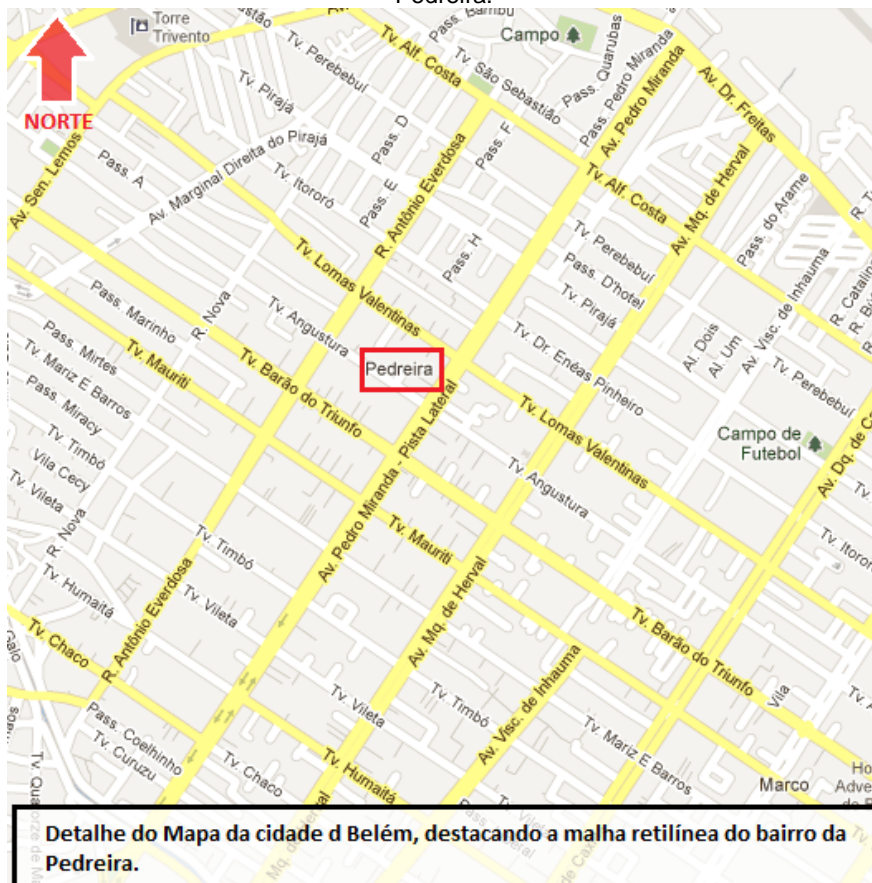 Pedreira.
Torre
Trivento
Pass. Bambu
Campo
NORTE
Tv. Perebebuí
Tv. Alf. Costa
Tv. São Sebastião
Pass. Quarubas
Pass. Pedro Miranda
Av. Pedro Miranda
Av. Dr. Freitas
Tv. Pirajá
Pass. D
Pass. F
Av. Sen. Lemos
Pass. A
Av. Marginal Direita do Pirajá
Tv. Itororó
Pass. E
R. Antônio Everdosa
Pass. H
Tv. Alf. Costa
Av. Mq. de Herval
Pass. do Arame
Tv. Perebebuí
Pass. D'hotel
Tv. Pirajá
Tv. Lomas Valentinas
R. Nova
Pass. Marinho
Tv. Angustura
Tv. Dr. Enéas Pinheiro
Al. Dois
Al. Um
Av. Visc. de Inhauma
R. Catalina
Pass. Mirtes
Tv. Mauriti
Tv. Barão do Triunfo
Pedreira
Tv. Mariz E Barros
Pass. Miracy
Av. Pedro Miranda - Pista Lateral
Tv. Lomas Valentinas
Tv. Perebebuí
Campo de
Futebol
Tv. Timbó
Vila Cecy
Tv. Vileta
R. Nova
Tv. Angustura
Tv. Mauriti
Tv. Timbó
Tv. Humaitá
Tv. Vileta
R. Antônio Everdosa
Av. Mq. de Herval
Tv. Barão do Triunfo
Tv. Chaco
Vila
Pass. Coelhinho
Tv. Curuzu
Tv. Vileta
Tv. Timbó
Av. Visc. de Inhauma
Tv. Mariz E Barros
Tv. Chaco
Tv. Humaitá
Marco
Detalhe do Mapa da cidade d Belém, destacando a malha retilínea do bairro da
Pedreira.